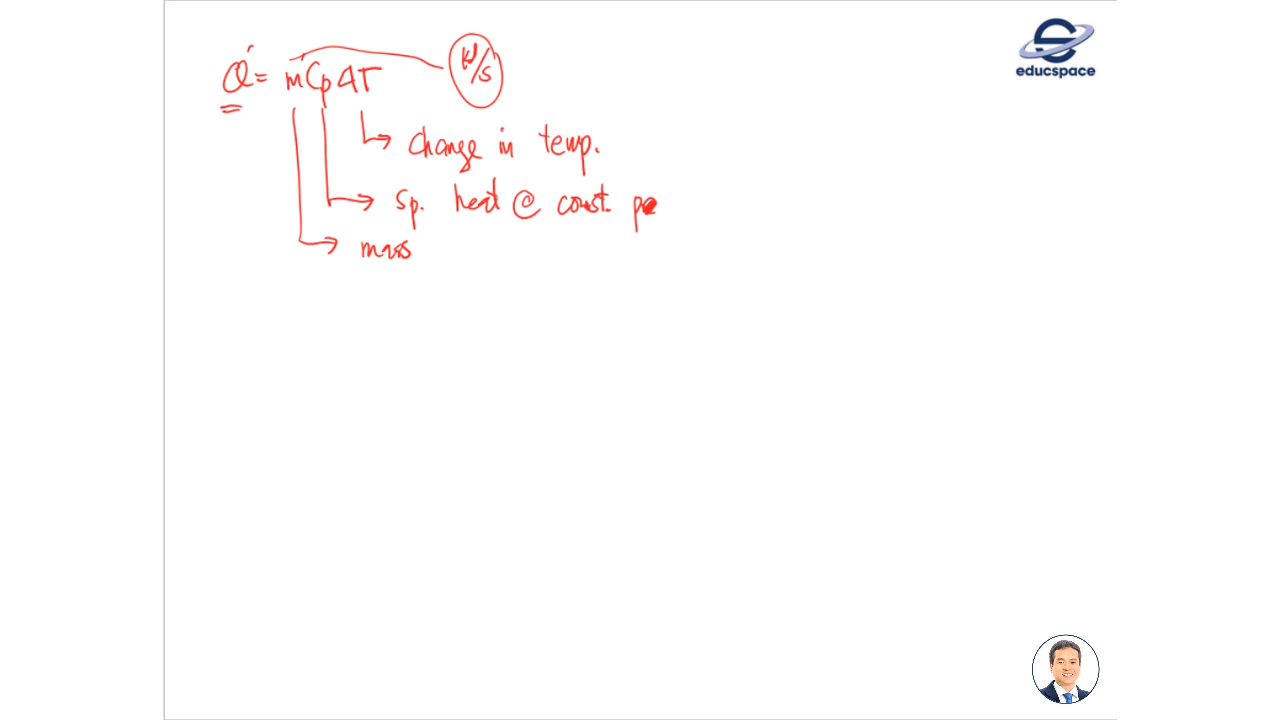 Q̇ = ṁCpΔT
kJ/s
change in temp.
sp. heat @ const. p
mass
educspace